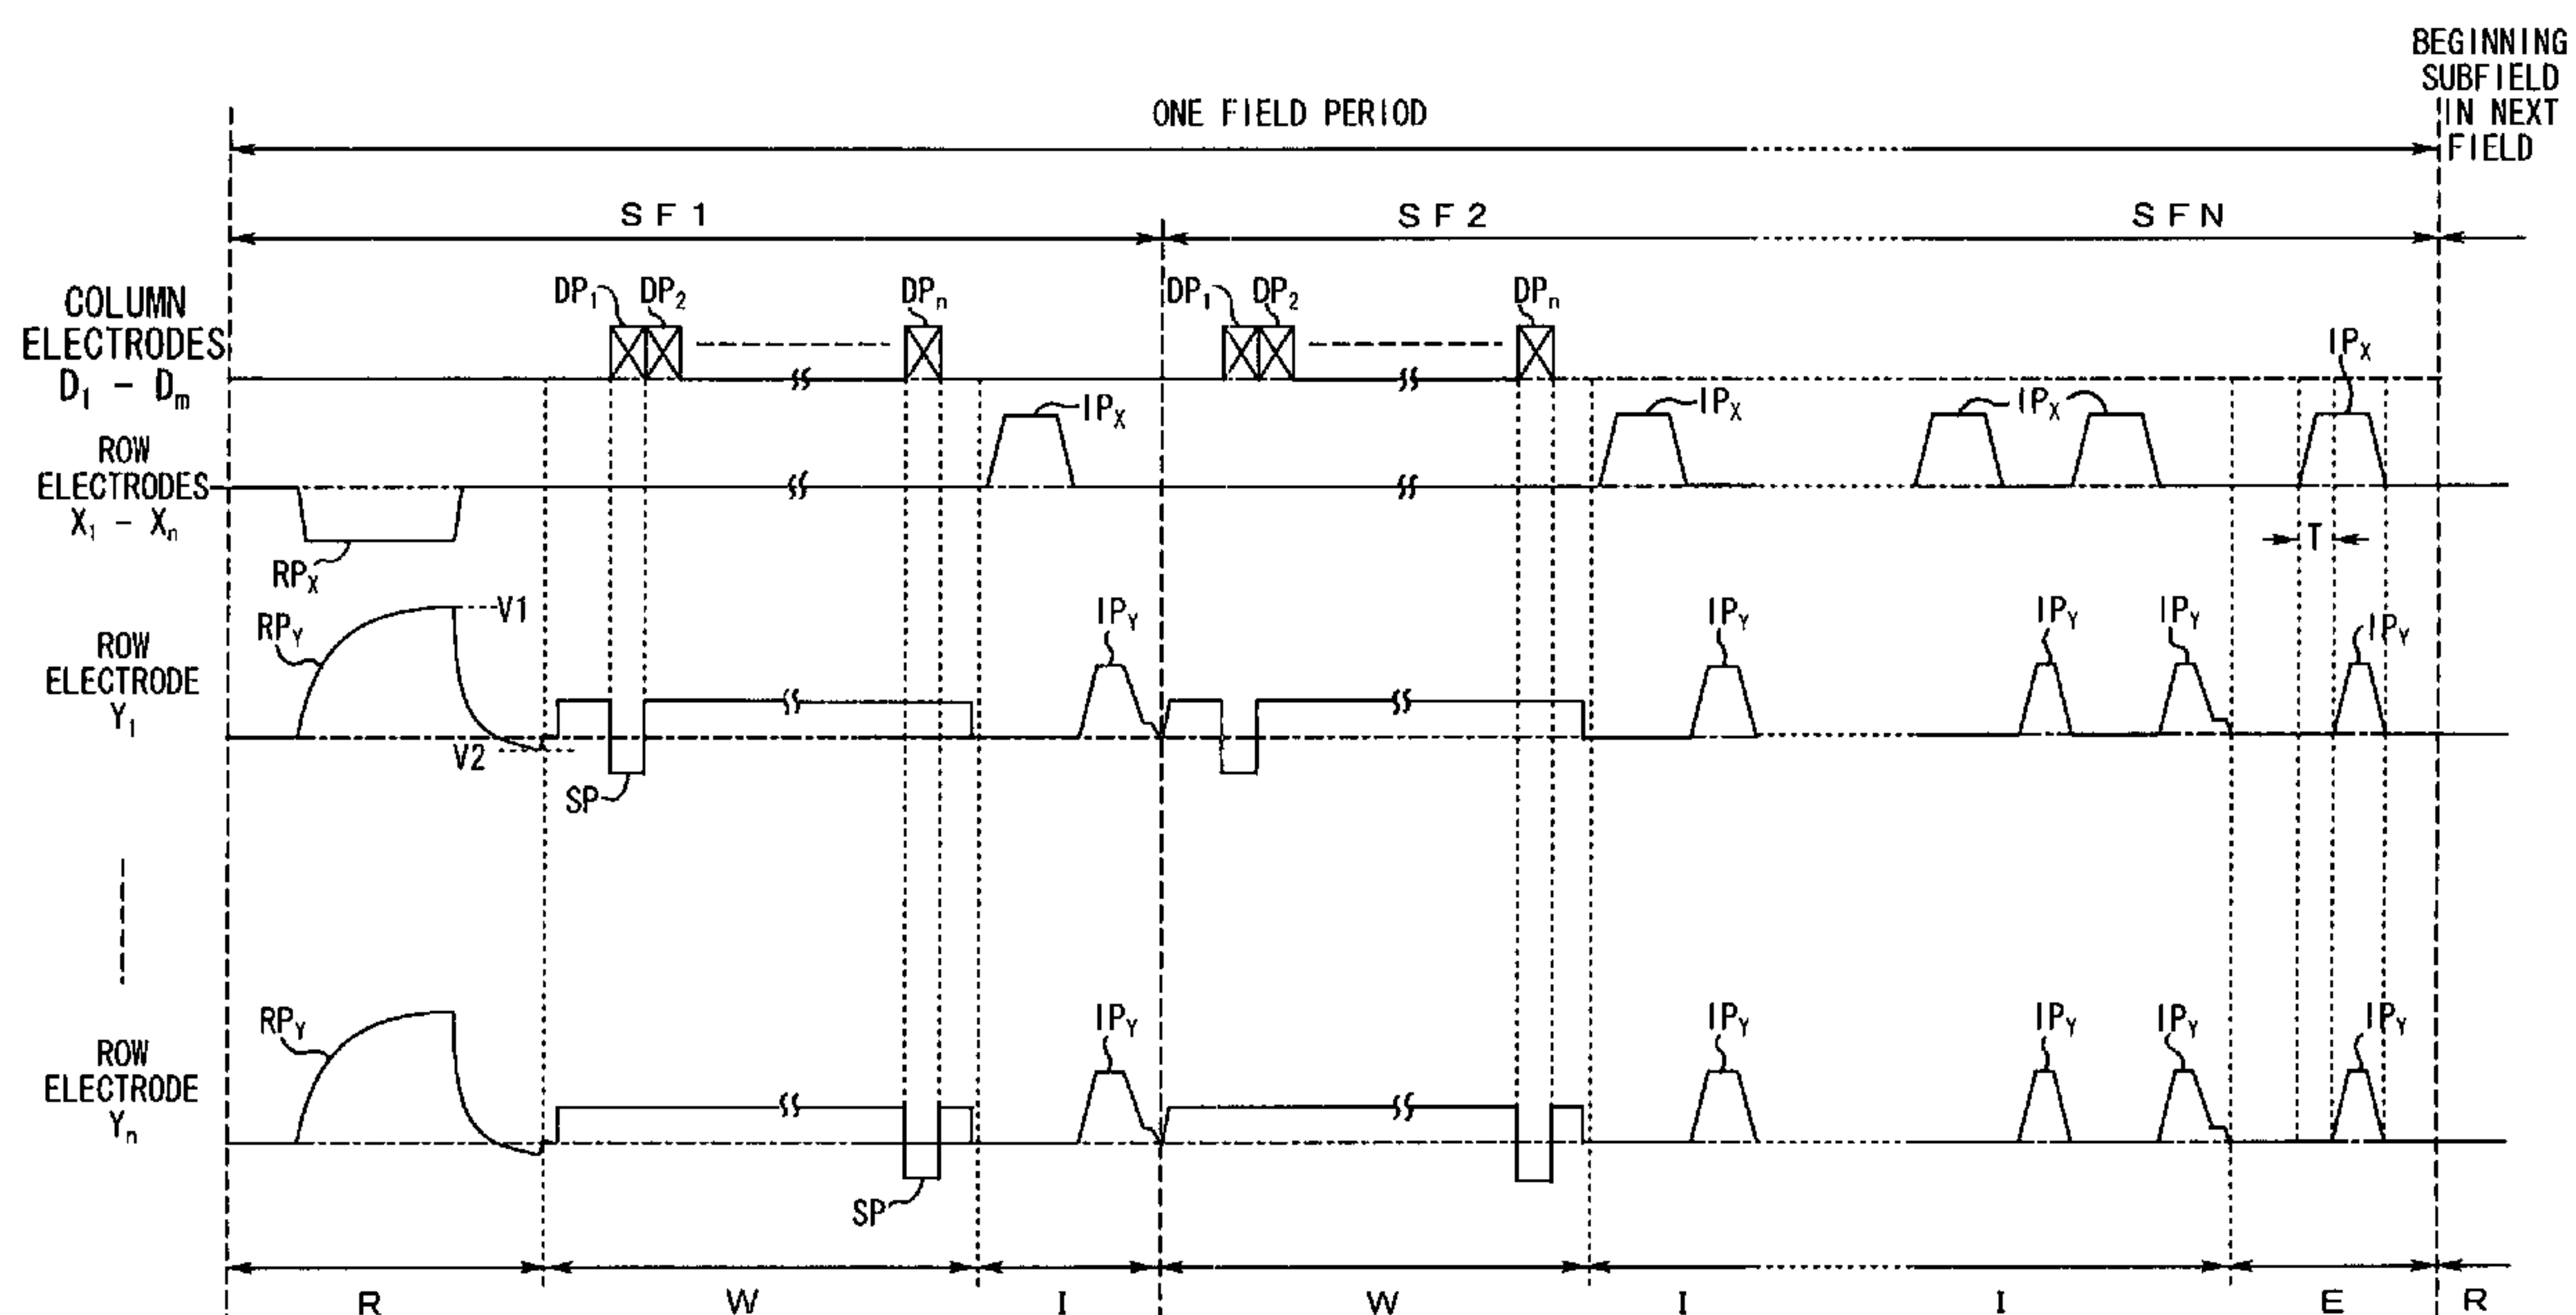 BEGINNING
SUBFIELD
IN NEXT
FIELD
ONE FIELD PERIOD
SF1 SF2 SFN
COLUMN
ELECTRODES
D₁ - Dₘ
DP₁ DP₂ DPₙ DP₁ DP₂ DPₙ
IPₓ
IPₓ IPₓ IPₓ
ROW
ELECTRODES
X₁ - Xₙ
RPₓ
T
ROW
ELECTRODE
Y₁
RPY V1 IPY IPY IPY IPY IPY
V2
SP
ROW
ELECTRODE
Yₙ
RPY IPY IPY IPY IPY IPY
SP
R W I W I I E R